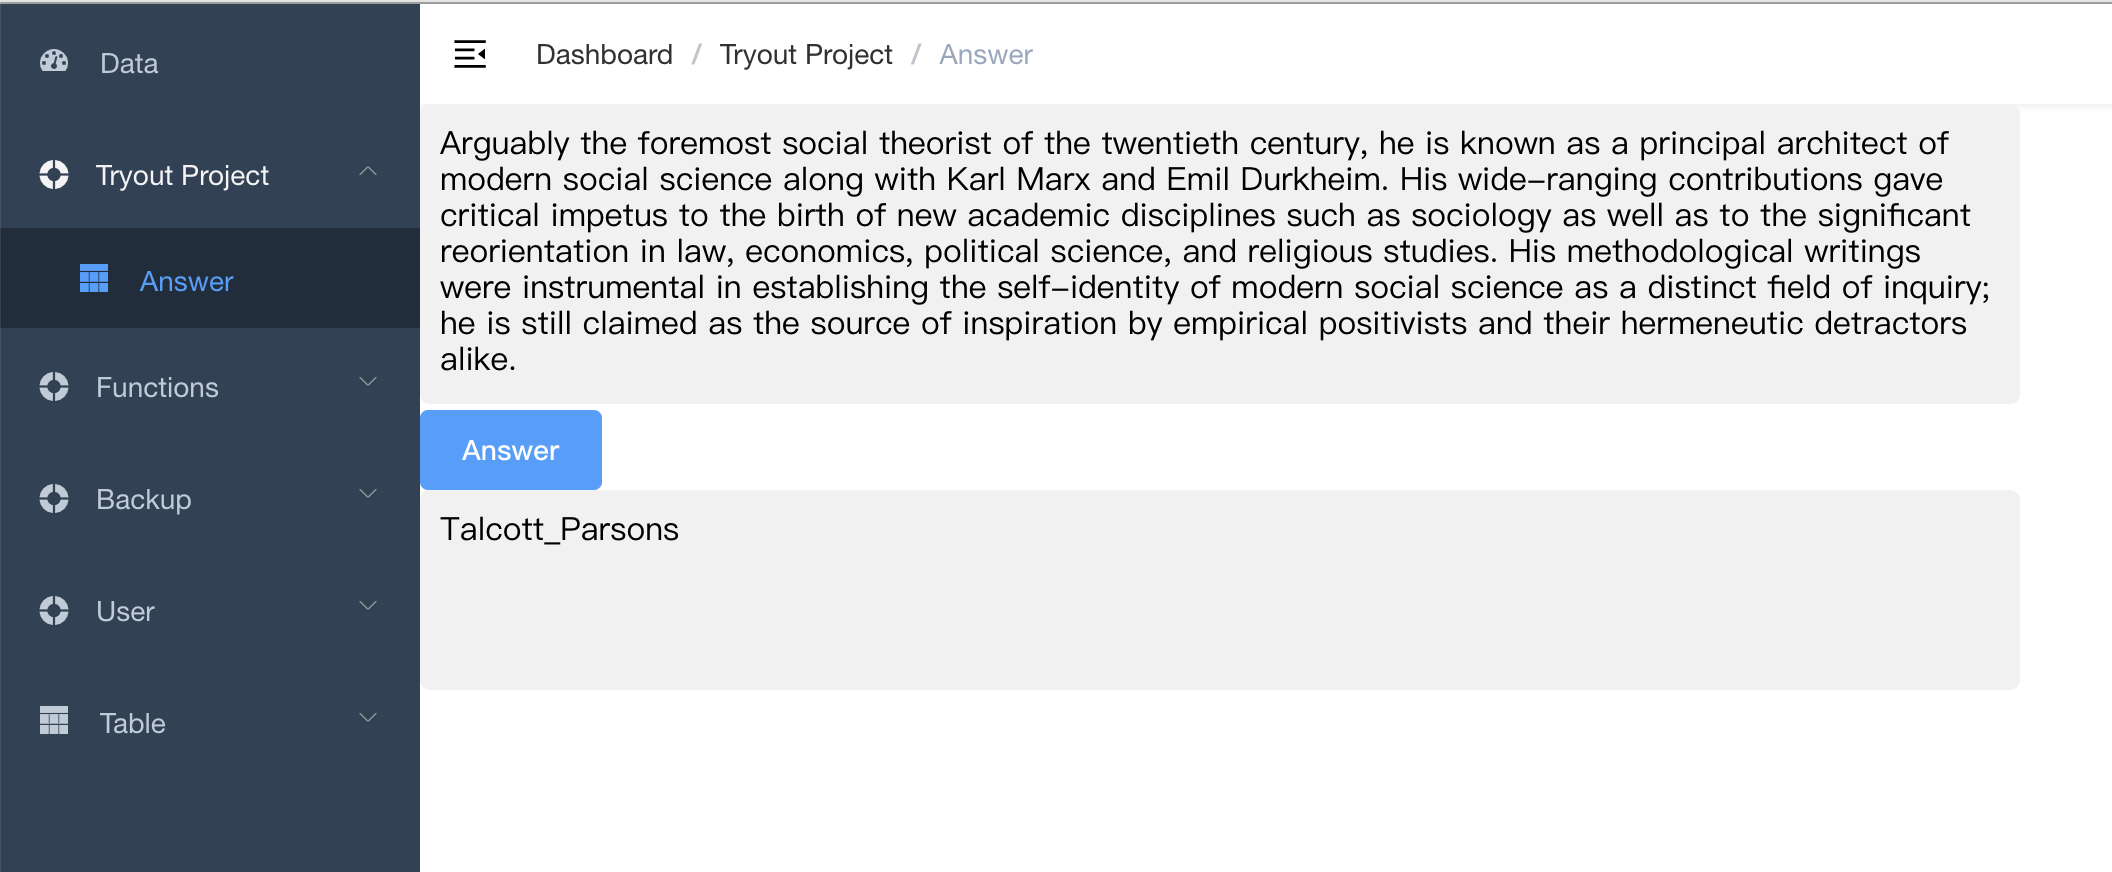 Data
Tryout Project
Answer
Functions
Backup
User
Table
Dashboard / Tryout Project / Answer
Arguably the foremost social theorist of the twentieth century, he is known as a principal architect of
modern social science along with Karl Marx and Emil Durkheim. His wide-ranging contributions gave
critical impetus to the birth of new academic disciplines such as sociology as well as to the significant
reorientation in law, economics, political science, and religious studies. His methodological writings
were instrumental in establishing the self-identity of modern social science as a distinct field of inquiry;
he is still claimed as the source of inspiration by empirical positivists and their hermeneutic detractors
alike.
Answer
Talcott_Parsons